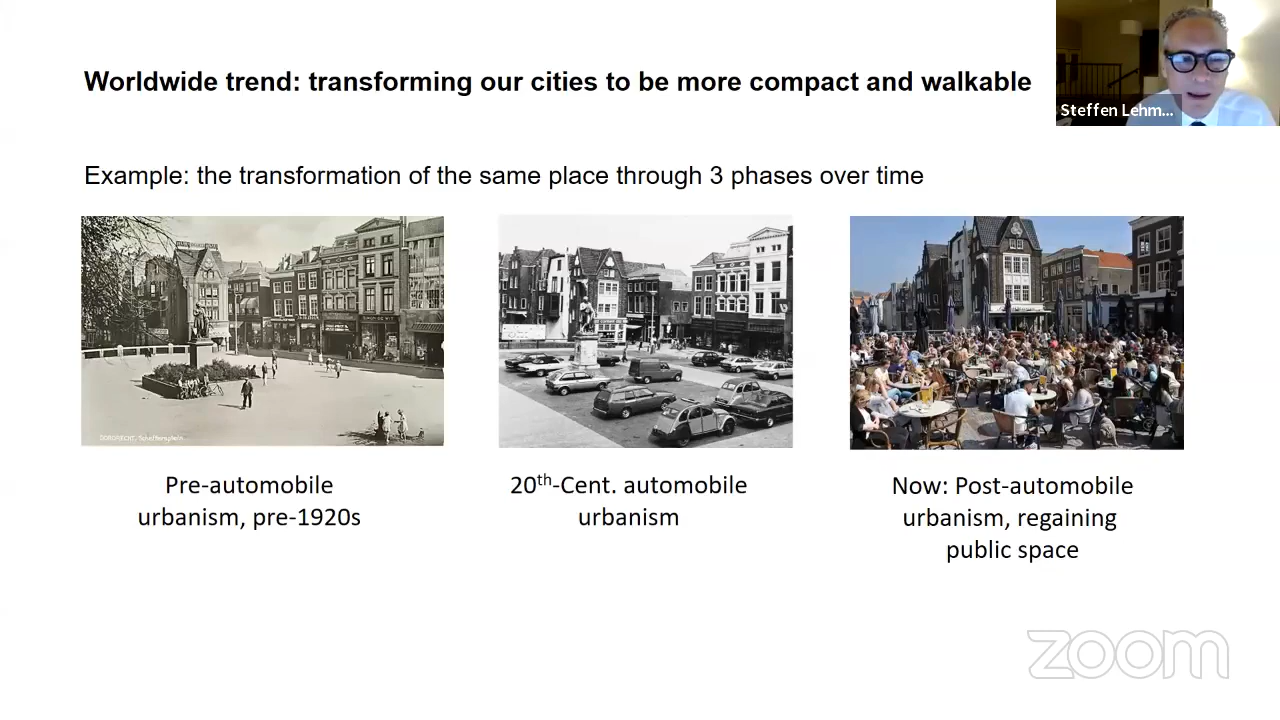 Worldwide trend: transforming our cities to be more compact and walkable
Steffen Lehm...
Example: the transformation of the same place through 3 phases over time
DORDRECHT, Scheffersplein
Pre-automobile
urbanism, pre-1920s
20th-Cent. automobile
urbanism
Now: Post-automobile
urbanism, regaining
public space
zoom